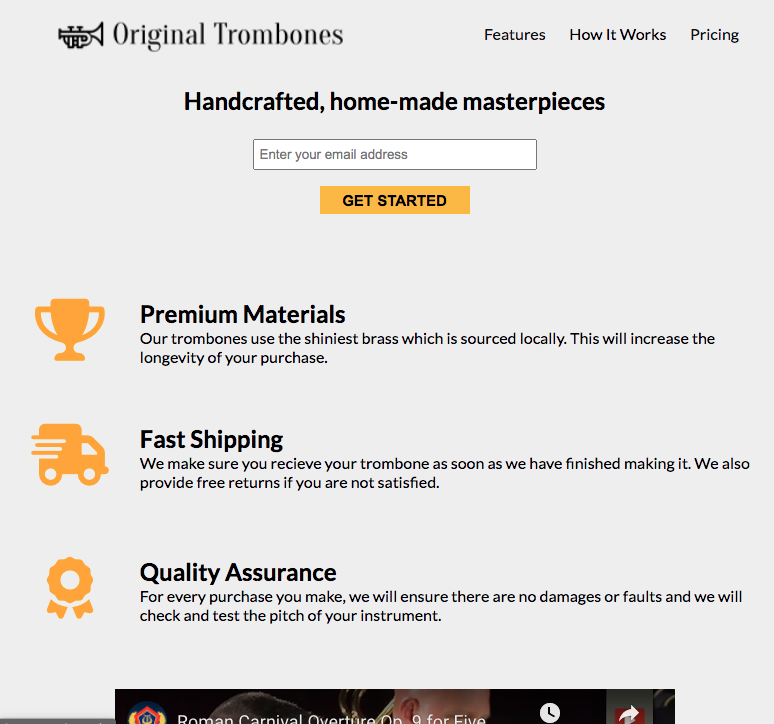 Original Trombones
Features How It Works Pricing
Handcrafted, home-made masterpieces
Enter your email address
GET STARTED
Premium Materials
Our trombones use the shiniest brass which is sourced locally. This will increase the
longevity of your purchase.
Fast Shipping
We make sure you recieve your trombone as soon as we have finished making it. We also
provide free returns if you are not satisfied.
Quality Assurance
For every purchase you make, we will ensure there are no damages or faults and we will
check and test the pitch of your instrument.
Roman Carnival Overture Op. 9 for Five